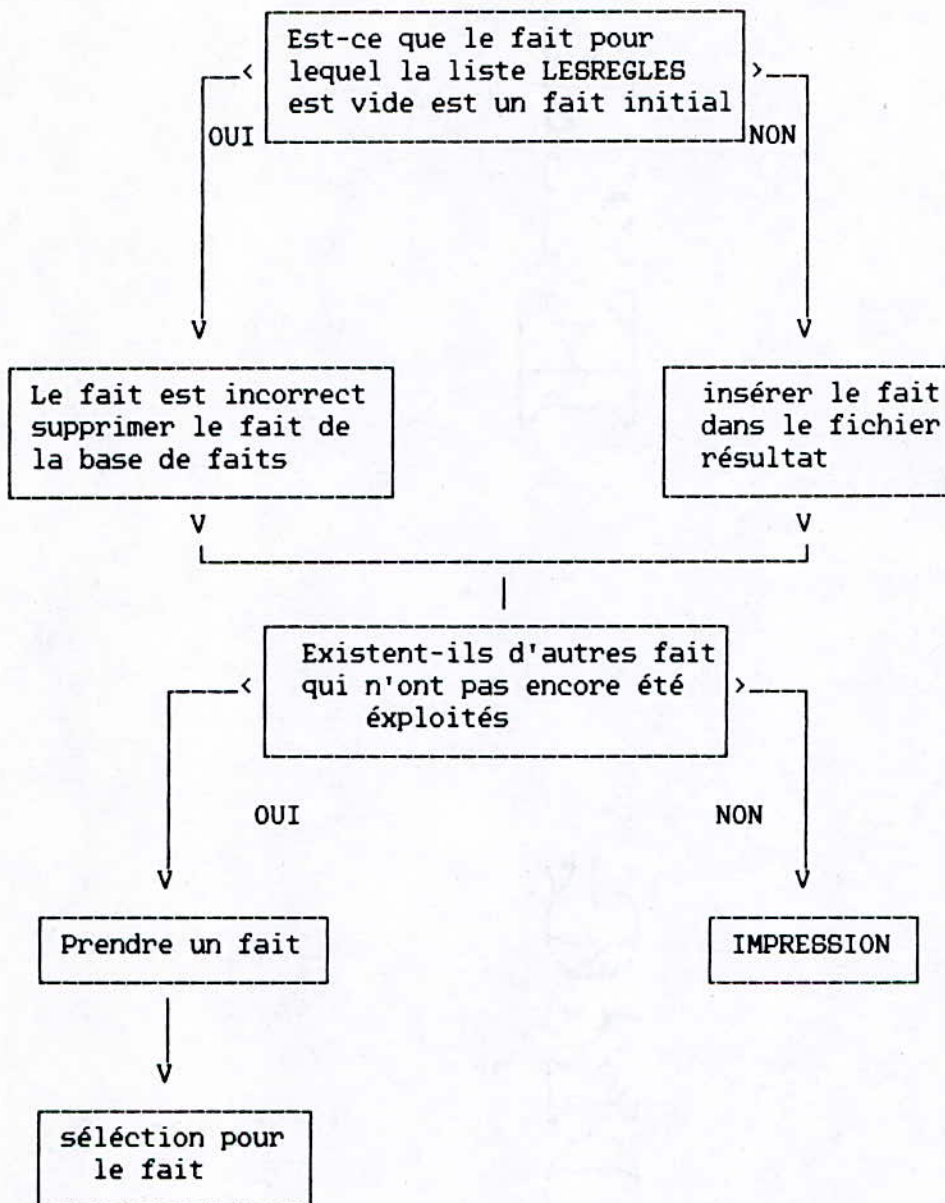 Est-ce que le fait pour
lequel la liste LESREGLES
est vide est un fait initial
OUI
NON
Le fait est incorrect
supprimer le fait de
la base de faits
insérer le fait
dans le fichier
résultat
Existent-ils d'autres fait
qui n'ont pas encore été
éxploités
OUI
NON
Prendre un fait
IMPRESSION
séléction pour
le fait